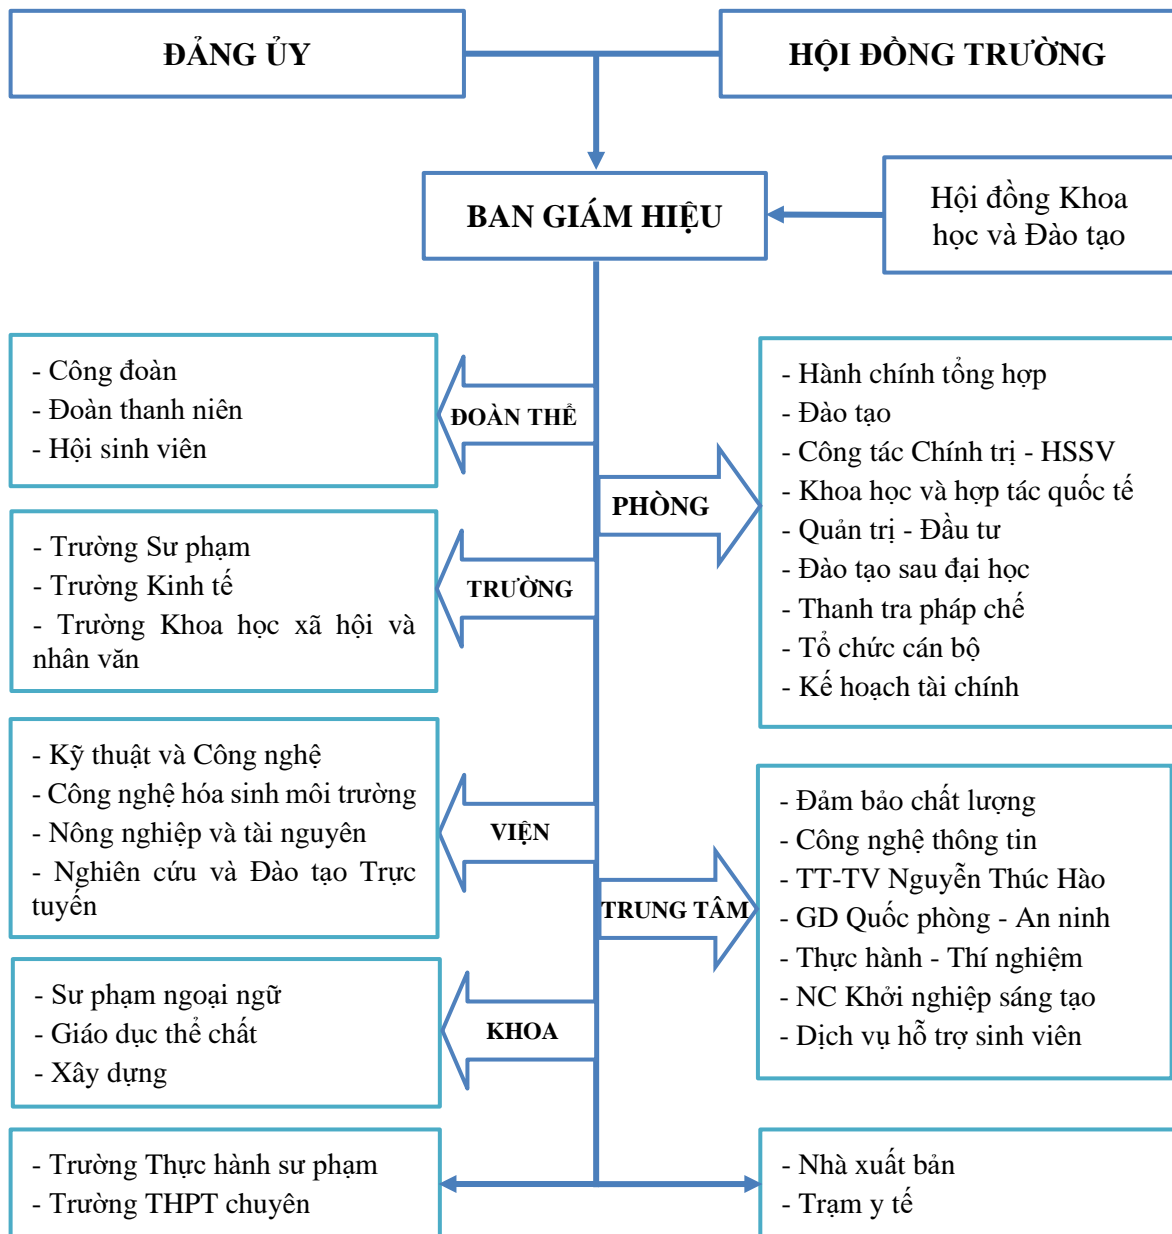 ĐẢNG ỦY
HỘI ĐỒNG TRƯỜNG
BAN GIÁM HIỆU
Hội đồng Khoa
học và Đào tạo
- Công đoàn
- Đoàn thanh niên
- Hội sinh viên
ĐOÀN THỂ
- Hành chính tổng hợp
- Đào tạo
- Công tác Chính trị - HSSV
- Khoa học và hợp tác quốc tế
- Quản trị - Đầu tư
- Đào tạo sau đại học
- Thanh tra pháp chế
- Tổ chức cán bộ
- Kế hoạch tài chính
PHÒNG
- Trường Sư phạm
- Trường Kinh tế
- Trường Khoa học xã hội và
nhân văn
TRƯỜNG
- Kỹ thuật và Công nghệ
- Công nghệ hóa sinh môi trường
- Nông nghiệp và tài nguyên
- Nghiên cứu và Đào tạo Trực
tuyến
VIỆN
- Đảm bảo chất lượng
- Công nghệ thông tin
- TT-TV Nguyễn Thúc Hào
- GD Quốc phòng - An ninh
- Thực hành - Thí nghiệm
- NC Khởi nghiệp sáng tạo
- Dịch vụ hỗ trợ sinh viên
TRUNG TÂM
- Sư phạm ngoại ngữ
- Giáo dục thể chất
- Xây dựng
KHOA
- Trường Thực hành sư phạm
- Trường THPT chuyên
- Nhà xuất bản
- Trạm y tế